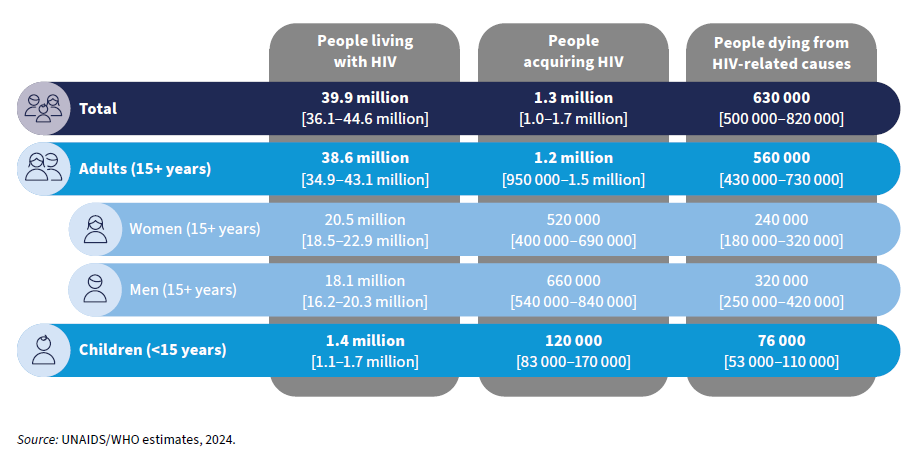 People living
with HIV
People
acquiring HIV
People dying from
HIV-related causes
Total
39.9 million
[36.1–44.6 million]
1.3 million
[1.0–1.7 million]
630 000
[500 000–820 000]
Adults (15+ years)
38.6 million
[34.9–43.1 million]
1.2 million
[950 000–1.5 million]
560 000
[430 000–730 000]
Women (15+ years)
20.5 million
[18.5–22.9 million]
520 000
[400 000–690 000]
240 000
[180 000–320 000]
Men (15+ years)
18.1 million
[16.2–20.3 million]
660 000
[540 000–840 000]
320 000
[250 000–420 000]
Children (<15 years)
1.4 million
[1.1–1.7 million]
120 000
[83 000–170 000]
76 000
[53 000–110 000]
Source: UNAIDS/WHO estimates, 2024.